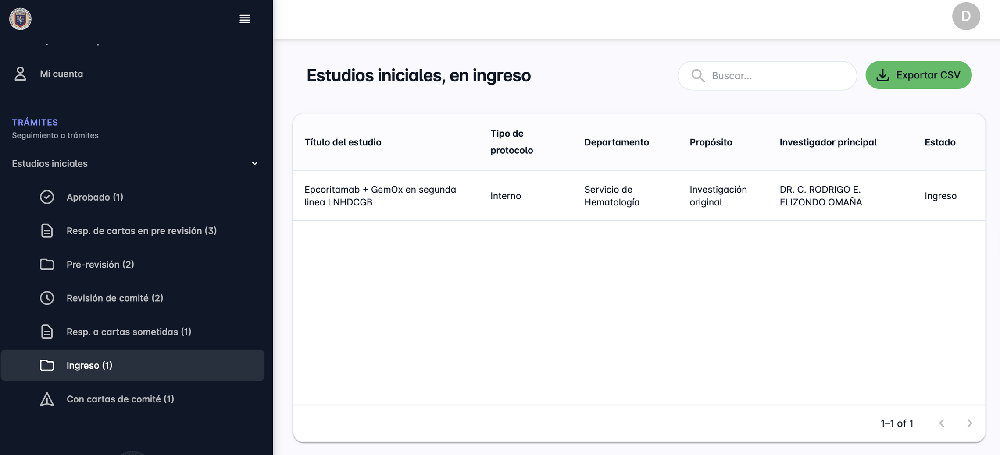 D
Mi cuenta
TRÁMITES
Seguimiento a trámites
Estudios iniciales
Aprobado (1)
Resp. de cartas en pre revisión (3)
Pre-revisión (2)
Revisión de comité (2)
Resp. a cartas sometidas (1)
Ingreso (1)
Con cartas de comité (1)
Estudios iniciales, en ingreso
Buscar...
Exportar CSV
Título del estudio
Tipo de
protocolo
Departamento
Propósito
Investigador principal
Estado
Epcoritamab + GemOx en segunda
linea LNHDCGB
Interno
Servicio de
Hematología
Investigación
original
DR. C. RODRIGO E.
ELIZONDO OMAÑA
Ingreso
1–1 of 1